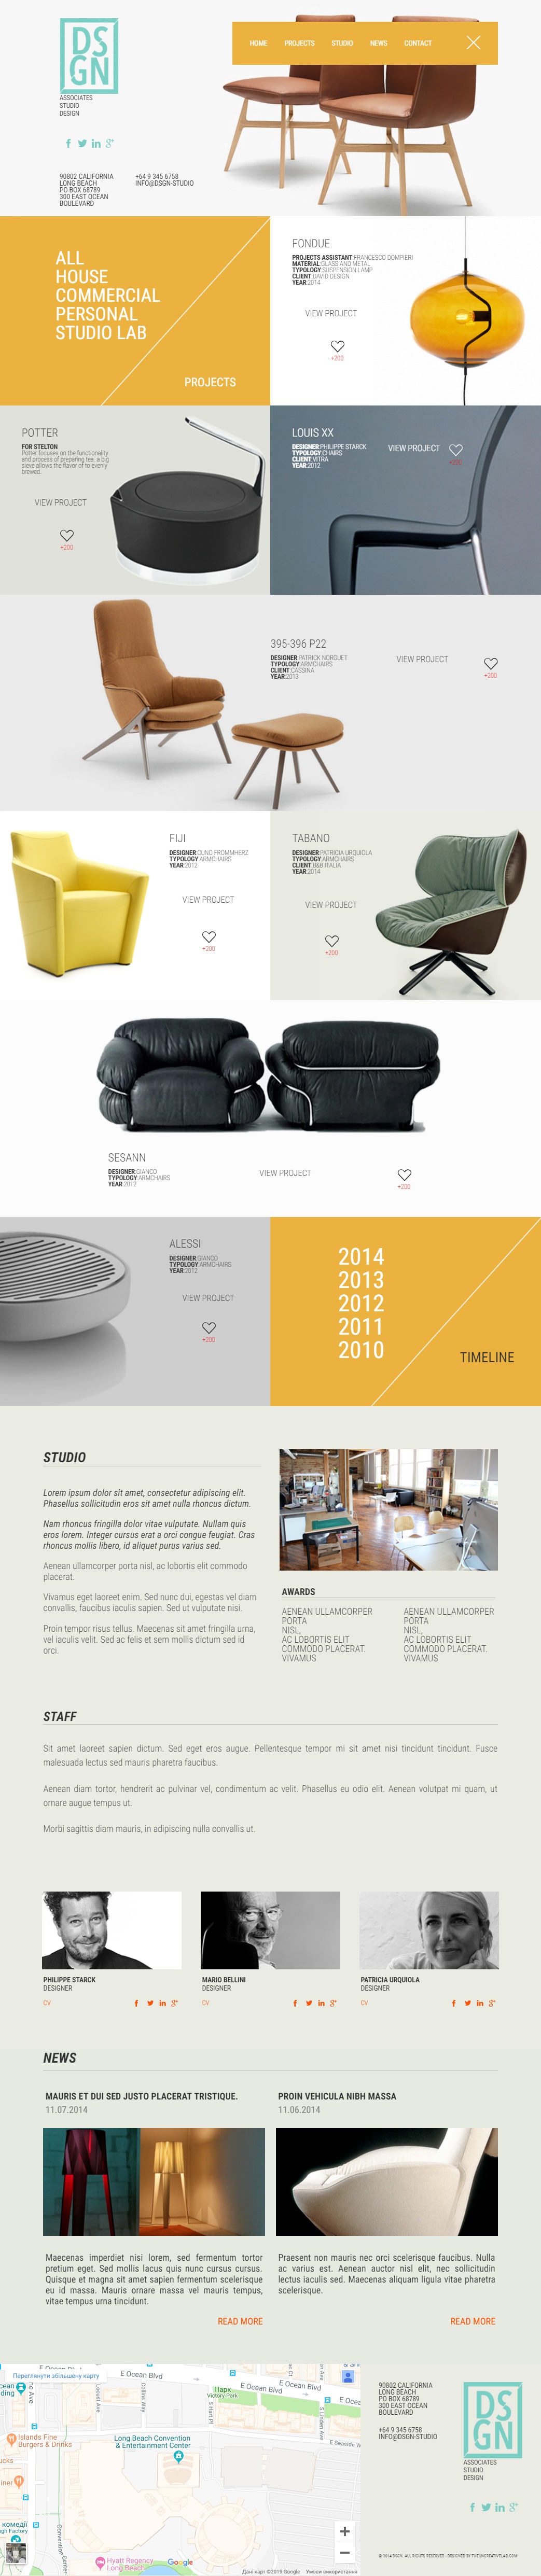 DS
GN
ASSOCIATES
STUDIO
DESIGN
HOME PROJECTS STUDIO NEWS CONTACT
90802 CALIFORNIA
LONG BEACH
PO BOX 68789
300 EAST OCEAN
BOULEVARD
+64 9 345 6758
INFO@DSGN-STUDIO
ALL
HOUSE
COMMERCIAL
PERSONAL
STUDIO LAB
PROJECTS
FONDUE
PROJECTS ASSISTANT:FRANCESCO DOMPIERI
MATERIAL:GLASS AND METAL
TYPOLOGY:SUSPENSION LAMP
CLIENT:DAVID DESIGN
YEAR:2014
VIEW PROJECT
+200
POTTER
FOR STELTON
Potter focuses on the functionality
and process of preparing tea. a big
sieve allows the flavor of to evenly
brewed.
VIEW PROJECT
+200
LOUIS XX
DESIGNER:PHILIPPE STARCK
TYPOLOGY:CHAIRS
CLIENT:VITRA
YEAR:2012
VIEW PROJECT
+200
395-396 P22
DESIGNER:PATRICK NORGUET
TYPOLOGY:ARMCHAIRS
CLIENT:CASSINA
YEAR:2013
VIEW PROJECT
+200
FIJI
DESIGNER:CUNO FROMMHERZ
TYPOLOGY:ARMCHAIRS
YEAR:2012
VIEW PROJECT
+200
TABANO
DESIGNER:PATRICIA URQUIOLA
TYPOLOGY:ARMCHAIRS
CLIENT:B&B ITALIA
YEAR:2014
VIEW PROJECT
+200
SESANN
DESIGNER:GIANCO
TYPOLOGY:ARMCHAIRS
YEAR:2012
VIEW PROJECT
+200
ALESSI
DESIGNER:GIANCO
TYPOLOGY:ARMCHAIRS
YEAR:2012
VIEW PROJECT
+200
2014
2013
2012
2011
2010
TIMELINE
STUDIO
Lorem ipsum dolor sit amet, consectetur adipiscing elit.
Phasellus sollicitudin eros sit amet nulla rhoncus dictum.
Nam rhoncus fringilla dolor vitae vulputate. Nullam quis
eros lorem. Integer cursus erat a orci congue feugiat. Cras
rhoncus mollis libero, id aliquet purus varius sed.
Aenean ullamcorper porta nisl, ac lobortis elit commodo
placerat.
Vivamus eget laoreet enim. Sed nunc dui, egestas vel diam
convallis, faucibus iaculis sapien. Sed ut vulputate nisi.
Proin tempor risus tellus. Maecenas sit amet fringilla urna,
vel iaculis velit. Sed ac felis et sem mollis dictum sed id
orci.
AWARDS
AENEAN ULLAMCORPER
PORTA
NISL,
AC LOBORTIS ELIT
COMMODO PLACERAT.
VIVAMUS
AENEAN ULLAMCORPER
PORTA
NISL,
AC LOBORTIS ELIT
COMMODO PLACERAT.
VIVAMUS
STAFF
Sit amet laoreet sapien dictum. Sed eget eros augue. Pellentesque tempor mi sit amet nisi tincidunt tincidunt. Fusce
malesuada lectus sed mauris pharetra faucibus.
Aenean diam tortor, hendrerit ac pulvinar vel, condimentum ac velit. Phasellus eu odio elit. Aenean volutpat mi quam, ut
ornare augue tempus ut.
Morbi sagittis diam mauris, in adipiscing nulla convallis ut.
PHILIPPE STARCK
DESIGNER
CV
MARIO BELLINI
DESIGNER
CV
PATRICIA URQUIOLA
DESIGNER
CV
NEWS
MAURIS ET DUI SED JUSTO PLACERAT TRISTIQUE.
11.07.2014
PROIN VEHICULA NIBH MASSA
11.06.2014
Maecenas imperdiet nisi lorem, sed fermentum tortor
pretium eget. Sed mollis lacus quis nunc cursus cursus.
Quisque et magna sit amet sapien fermentum scelerisque
eu id massa. Mauris ornare massa vel mauris tempus,
vitae tempus urna tincidunt.
READ MORE
Praesent non mauris nec orci scelerisque faucibus. Nulla
ac varius est. Aenean auctor nisl elit, nec sollicitudin
lectus iaculis sed. Maecenas aliquam ligula vitae pharetra
scelerisque.
READ MORE
Переглянути збільшену карту
E Ocean Blvd
E Ocean Blvd
E Ocean Blvd
Парк
Victory Park
Locust Ave
Collins Way
S Hart Pl
E Seaside W
Islands Fine
Burgers & Drinks
Long Beach Convention
& Entertainment Center
комедії
gh Factory
Convention Center
Hyatt Regency
Long Beach
Google
Дані карт ©2019 Google Умови використання
90802 CALIFORNIA
LONG BEACH
PO BOX 68789
300 EAST OCEAN
BOULEVARD
+64 9 345 6758
INFO@DSGN-STUDIO
DS
GN
ASSOCIATES
STUDIO
DESIGN